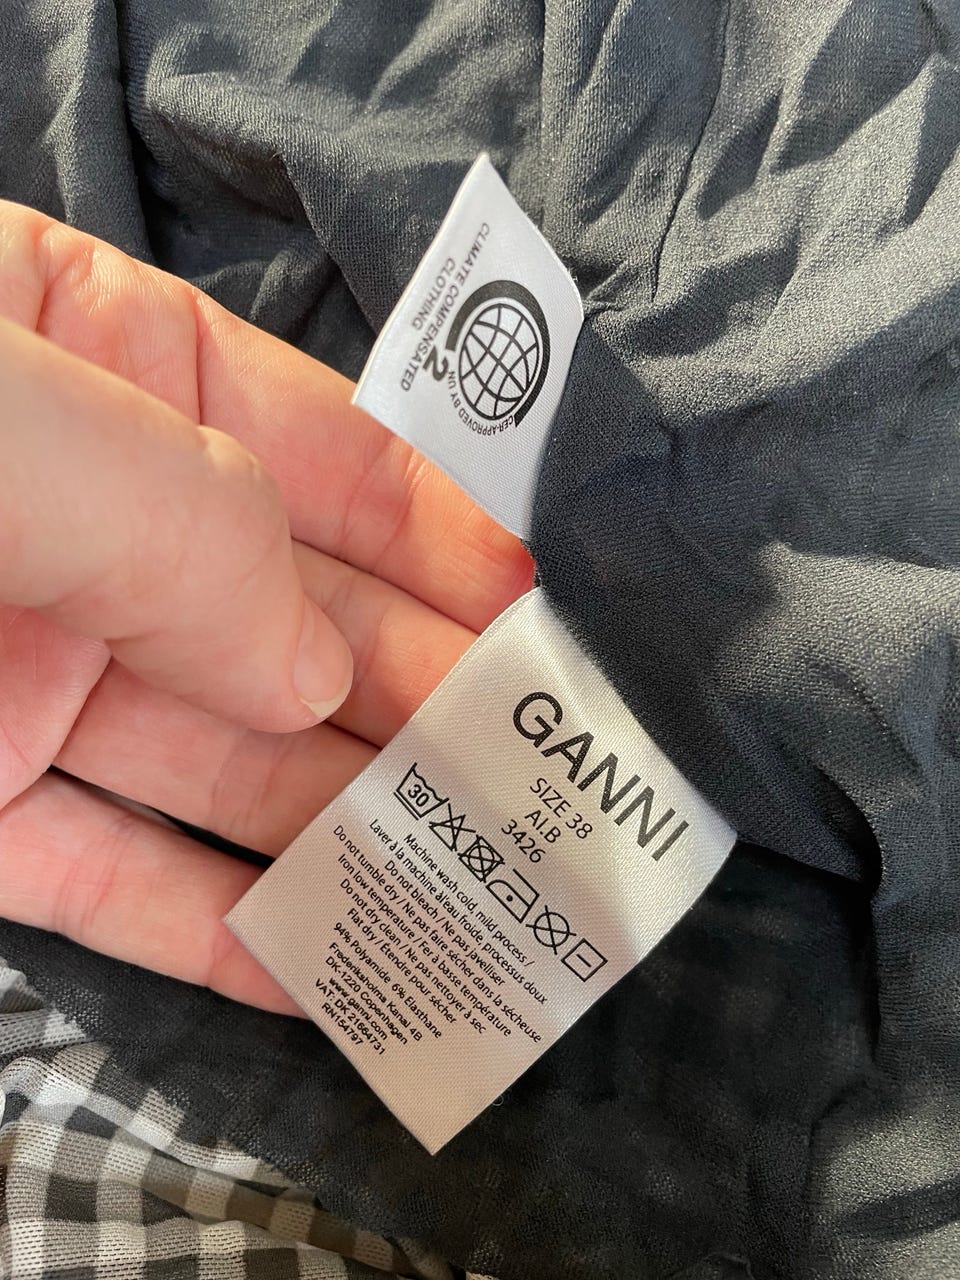 CLIMATE COMPENSATED
CLOTHING
2
CER-APPROVED BY UN
GANNI
SIZE 38
AI.B
3426
30
Machine wash cold, mild process /
Laver à la machine à l'eau froide, processus doux
Do not bleach / Ne pas javelliser
Do not tumble dry / Ne pas faire sécher dans la sécheuse
Iron low temperature / Fer à basse température
Do not dry clean / Ne pas nettoyer à sec
Flat dry / Étendre pour sécher
94% Polyamide 6% Elasthane
Frederiksholms Kanal 4B
DK-1220 Copenhagen
www.ganni.com
VAT: DK 21664731
RN154797